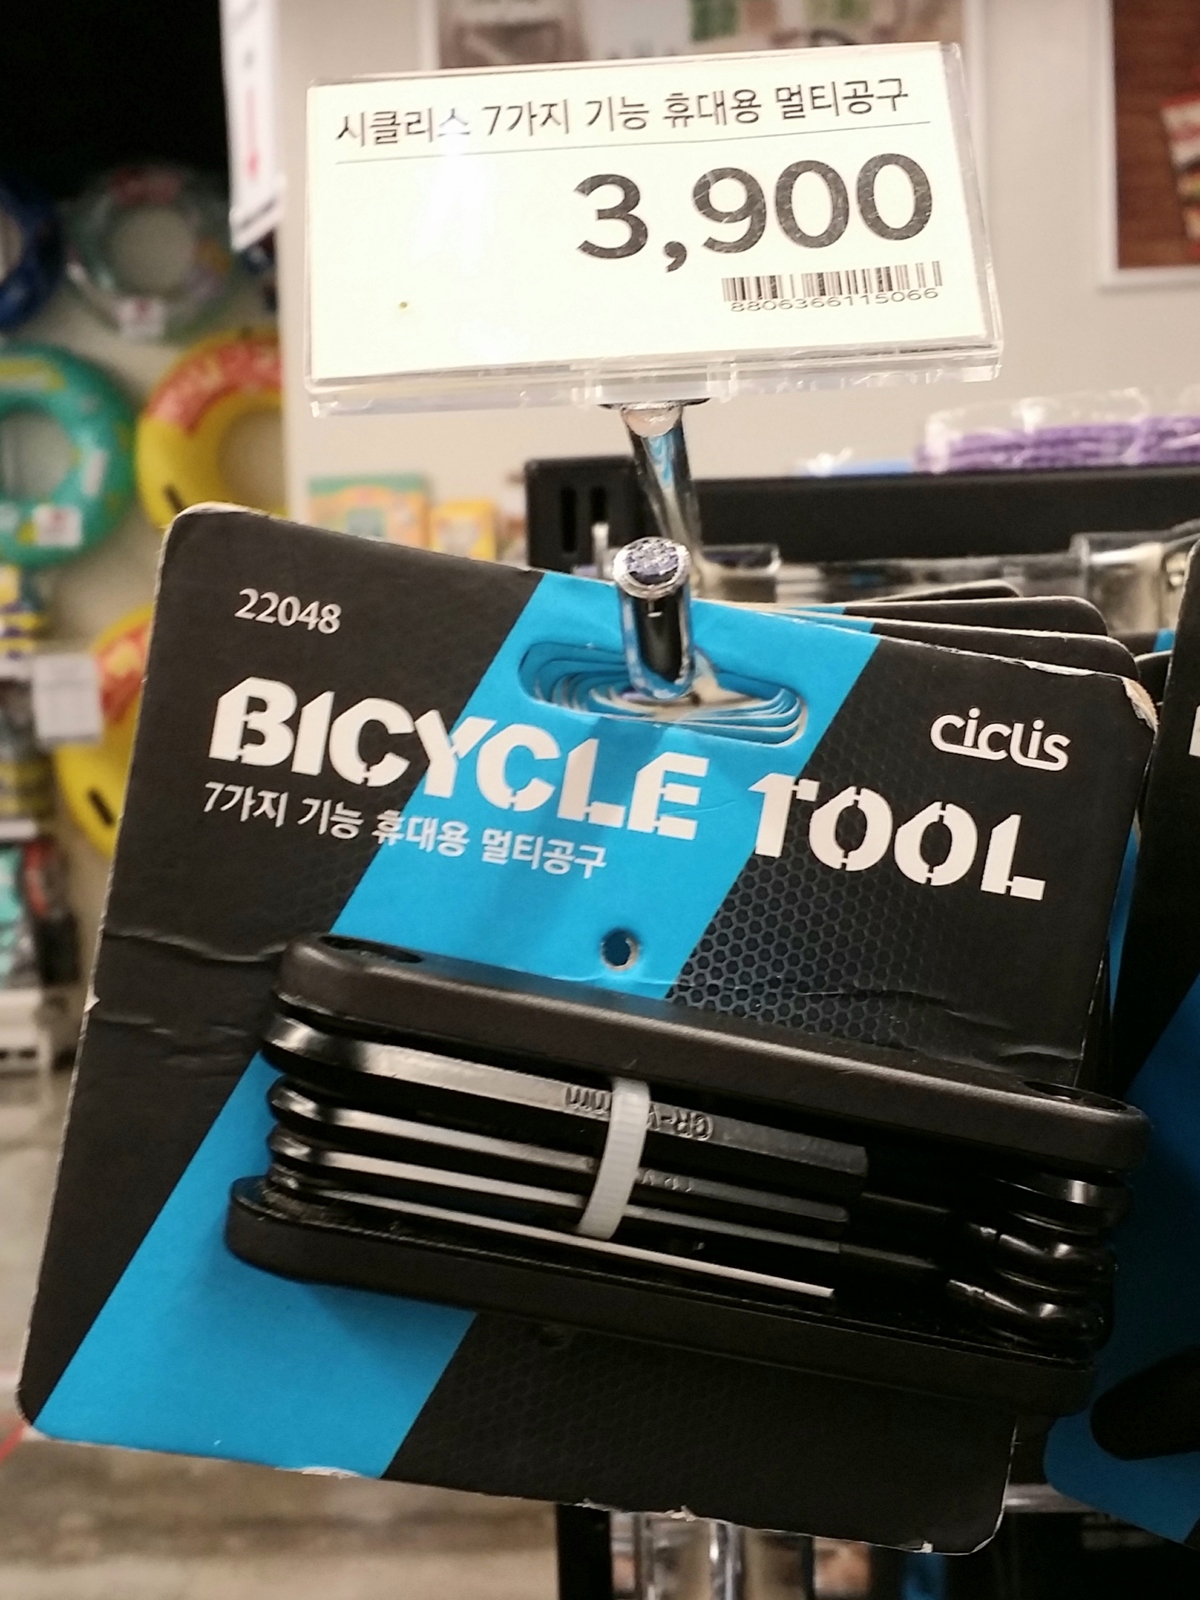 시클리스 7가지 기능 휴대용 멀티공구
3,900
8806366115066
22048
ciclis
BICYCLE TOOL
7가지 기능 휴대용 멀티공구
CR-V